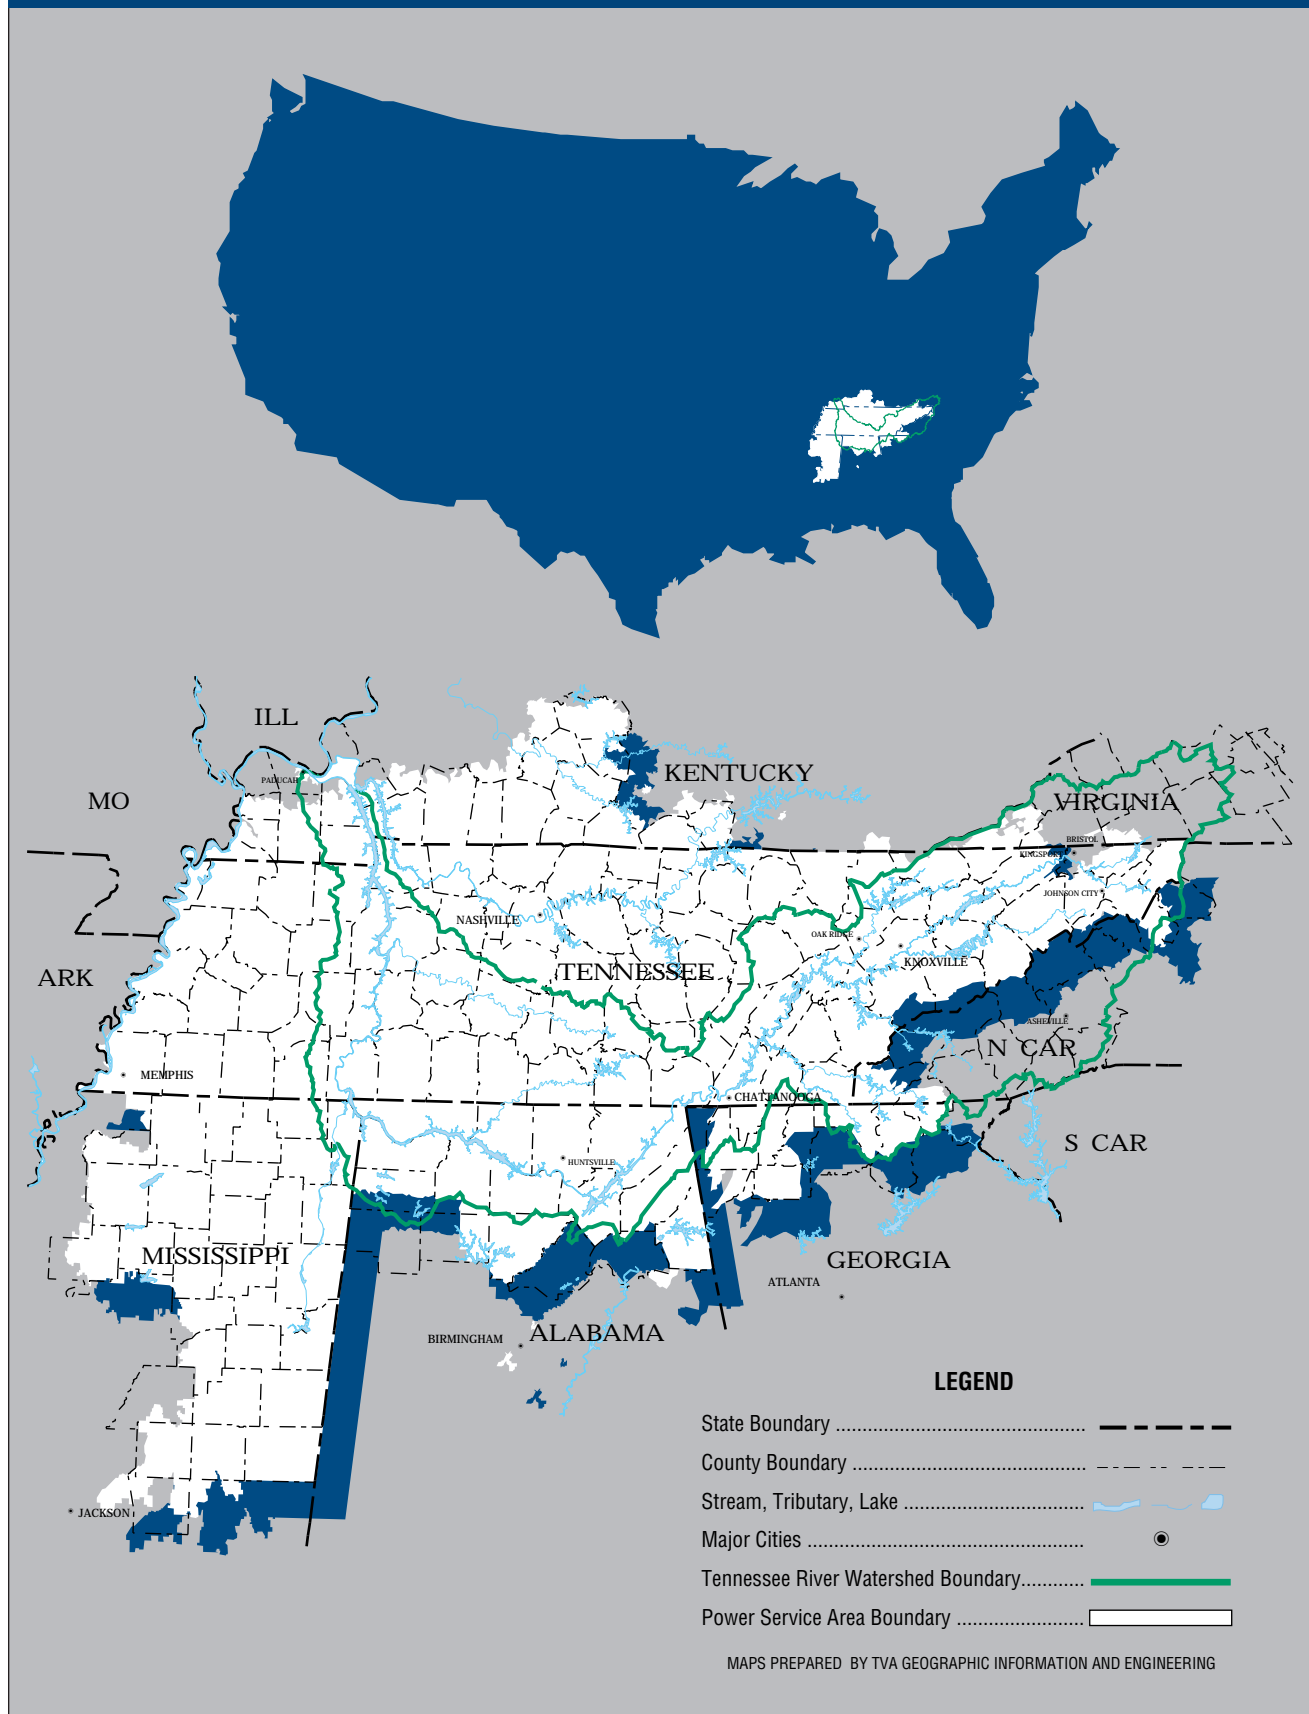 ILL
KENTUCKY
PADUCAH
MO
VIRGINIA
BRISTOL
KINGSPORT
JOHNSON CITY
NASHVILLE
OAK RIDGE
KNOXVILLE
TENNESSEE
ARK
ASHEVILLE
N CAR
MEMPHIS
CHATTANOOGA
S CAR
HUNTSVILLE
MISSISSIPPI
GEORGIA
ATLANTA
BIRMINGHAM
ALABAMA
JACKSON
LEGEND
State Boundary ................................................
County Boundary .............................................
Stream, Tributary, Lake ...................................
Major Cities .....................................................
Tennessee River Watershed Boundary............
Power Service Area Boundary ........................
MAPS PREPARED BY TVA GEOGRAPHIC INFORMATION AND ENGINEERING